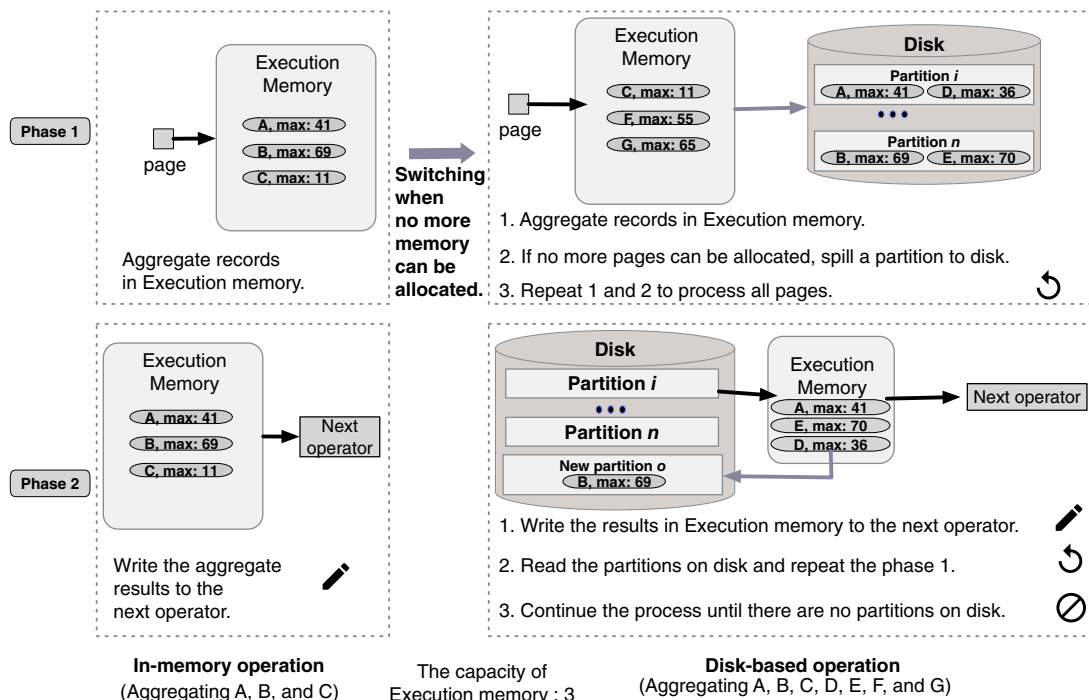 Phase 1
Execution
Memory
A, max: 41
B, max: 69
C, max: 11
page
Aggregate records
in Execution memory.
Switching
when
no more
memory
can be
allocated.
Execution
Memory
C, max: 11
F, max: 55
G, max: 65
page
Disk
Partition i
A, max: 41 D, max: 36
•••
Partition n
B, max: 69 E, max: 70
1. Aggregate records in Execution memory.
2. If no more pages can be allocated, spill a partition to disk.
3. Repeat 1 and 2 to process all pages.
Phase 2
Execution
Memory
A, max: 41
B, max: 69
C, max: 11
Next
operator
Write the aggregate
results to the
next operator.
Disk
Partition i
•••
Partition n
New partition o
B, max: 69
Execution
Memory
A, max: 41
E, max: 70
D, max: 36
Next operator
1. Write the results in Execution memory to the next operator.
2. Read the partitions on disk and repeat the phase 1.
3. Continue the process until there are no partitions on disk.
In-memory operation
(Aggregating A, B, and C)
The capacity of
Execution memory : 3
Disk-based operation
(Aggregating A, B, C, D, E, F, and G)